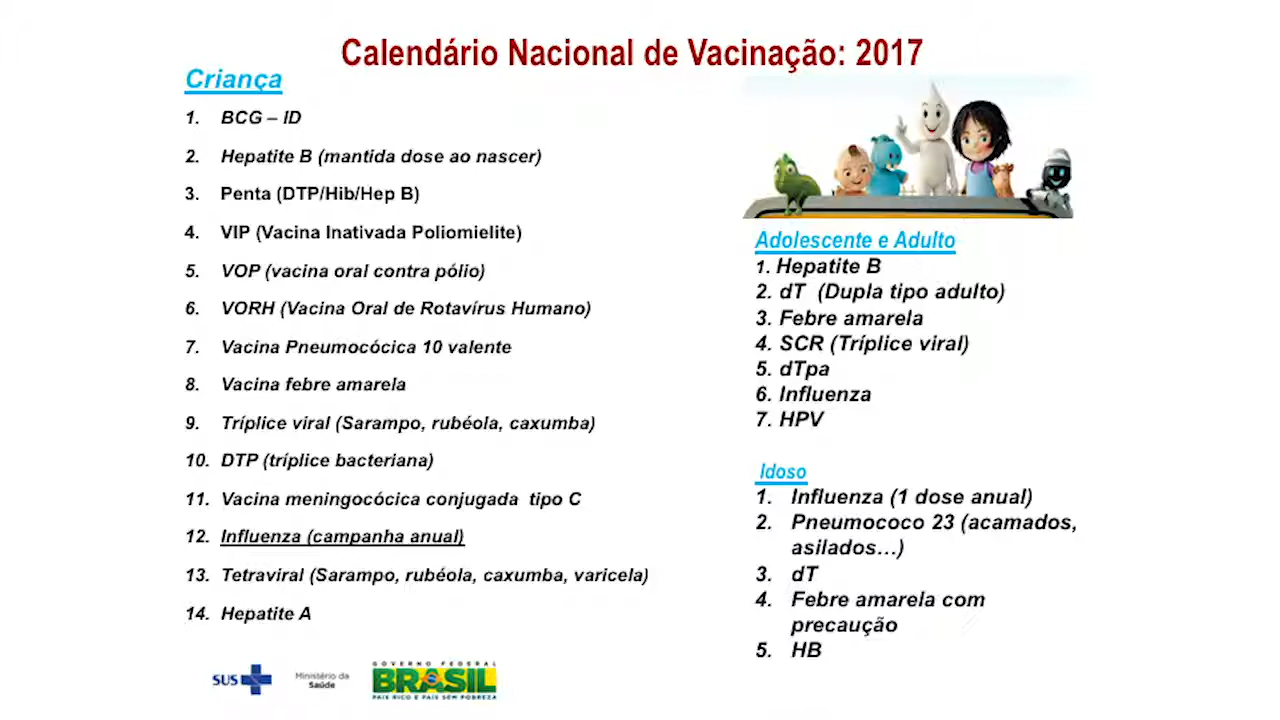 Calendário Nacional de Vacinação: 2017
Criança
1. BCG – ID
2. Hepatite B (mantida dose ao nascer)
3. Penta (DTP/Hib/Hep B)
4. VIP (Vacina Inativada Poliomielite)
5. VOP (vacina oral contra pólio)
6. VORH (Vacina Oral de Rotavírus Humano)
7. Vacina Pneumocócica 10 valente
8. Vacina febre amarela
9. Tríplice viral (Sarampo, rubéola, caxumba)
10. DTP (tríplice bacteriana)
11. Vacina meningocócica conjugada tipo C
12. Influenza (campanha anual)
13. Tetraviral (Sarampo, rubéola, caxumba, varicela)
14. Hepatite A
Adolescente e Adulto
1. Hepatite B
2. dT (Dupla tipo adulto)
3. Febre amarela
4. SCR (Tríplice viral)
5. dTpa
6. Influenza
7. HPV
Idoso
1. Influenza (1 dose anual)
2. Pneumococo 23 (acamados,
asilados…)
3. dT
4. Febre amarela com
precaução
5. HB
SUS
Ministério da
Saúde
GOVERNO FEDERAL
BRASIL
PAÍS RICO É PAÍS SEM POBREZA